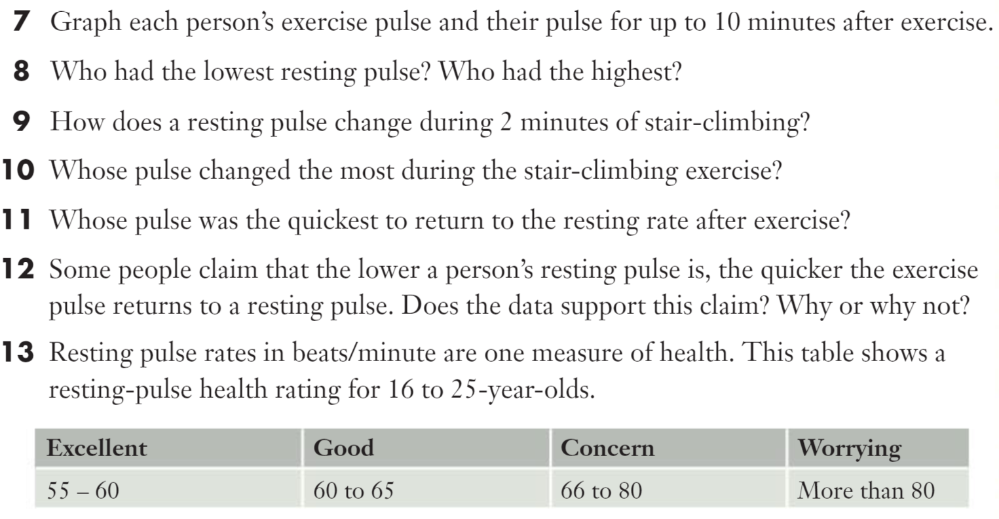 7 Graph each person’s exercise pulse and their pulse for up to 10 minutes after exercise.
8 Who had the lowest resting pulse? Who had the highest?
9 How does a resting pulse change during 2 minutes of stair-climbing?
10 Whose pulse changed the most during the stair-climbing exercise?
11 Whose pulse was the quickest to return to the resting rate after exercise?
12 Some people claim that the lower a person’s resting pulse is, the quicker the exercise
pulse returns to a resting pulse. Does the data support this claim? Why or why not?
13 Resting pulse rates in beats/minute are one measure of health. This table shows a
resting-pulse health rating for 16 to 25-year-olds.
Excellent Good Concern Worrying
55 – 60 60 to 65 66 to 80 More than 80